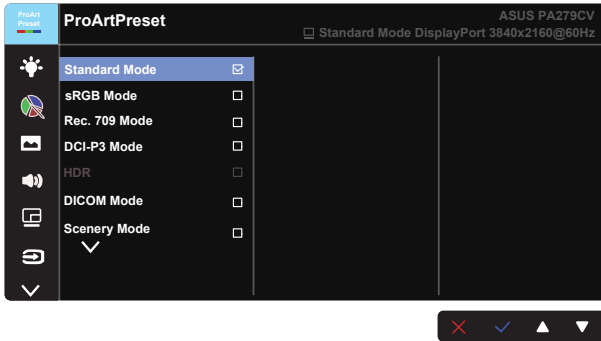 ProArt
Preset
ProArtPreset
ASUS PA279CV
Standard Mode DisplayPort 3840x2160@60Hz
Standard Mode
sRGB Mode
Rec. 709 Mode
DCI-P3 Mode
HDR
DICOM Mode
Scenery Mode